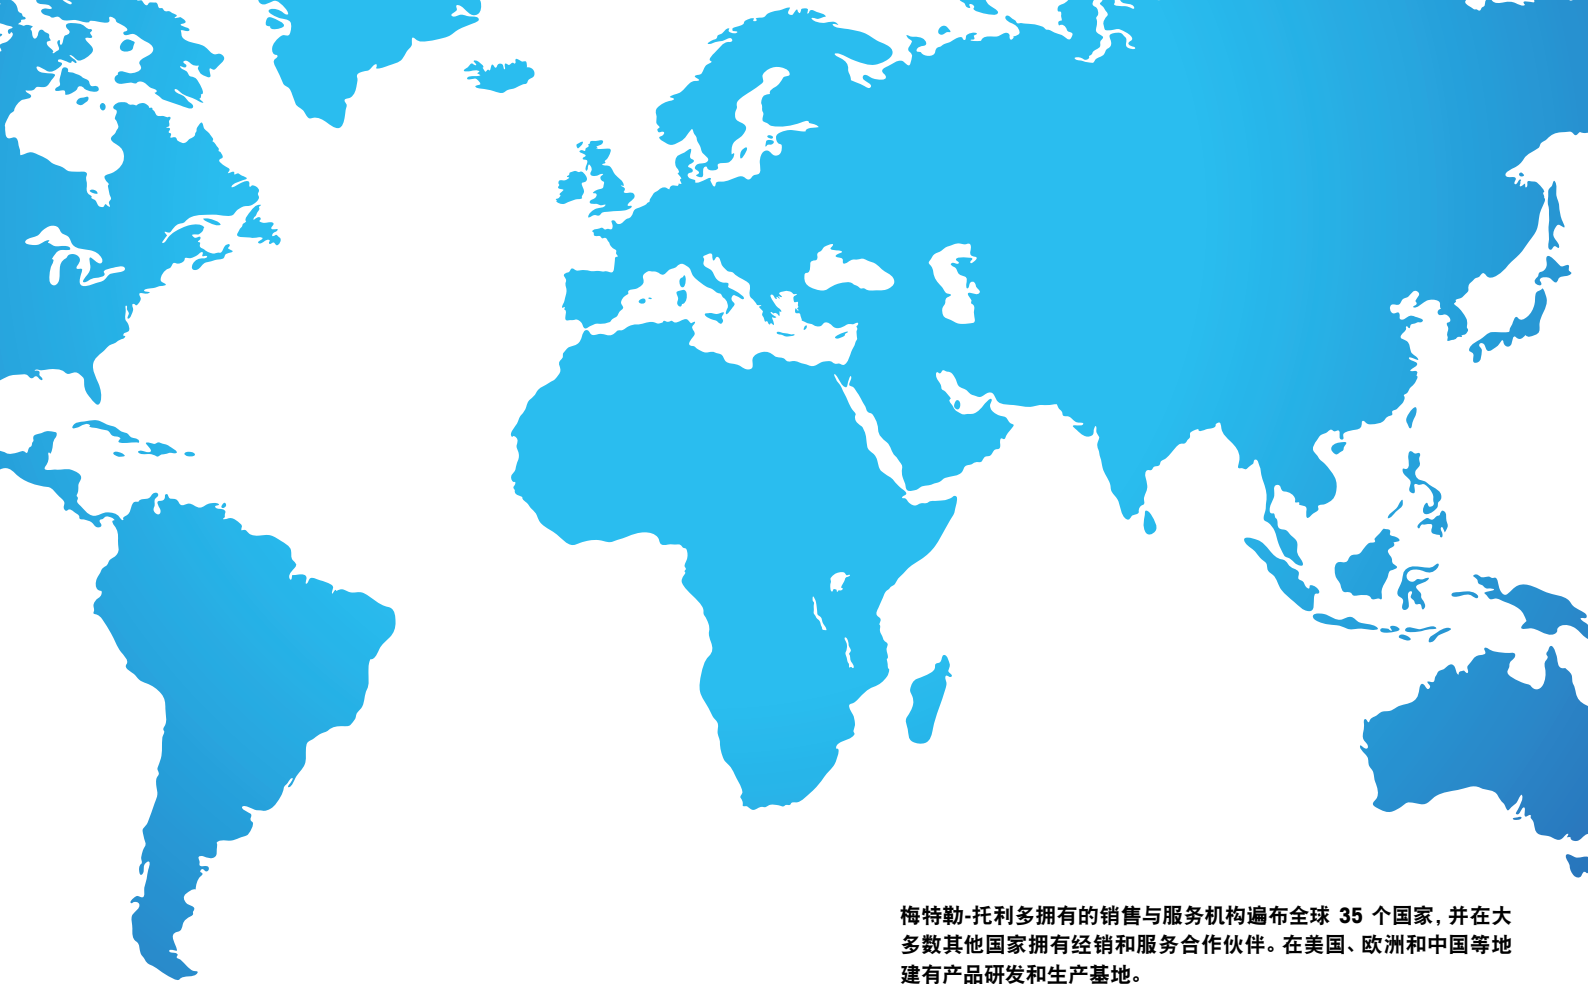 梅特勒-托利多拥有的销售与服务机构遍布全球 35 个国家, 并在大
多数其他国家拥有经销和服务合作伙伴。在美国、欧洲和中国等地
建有产品研发和生产基地。